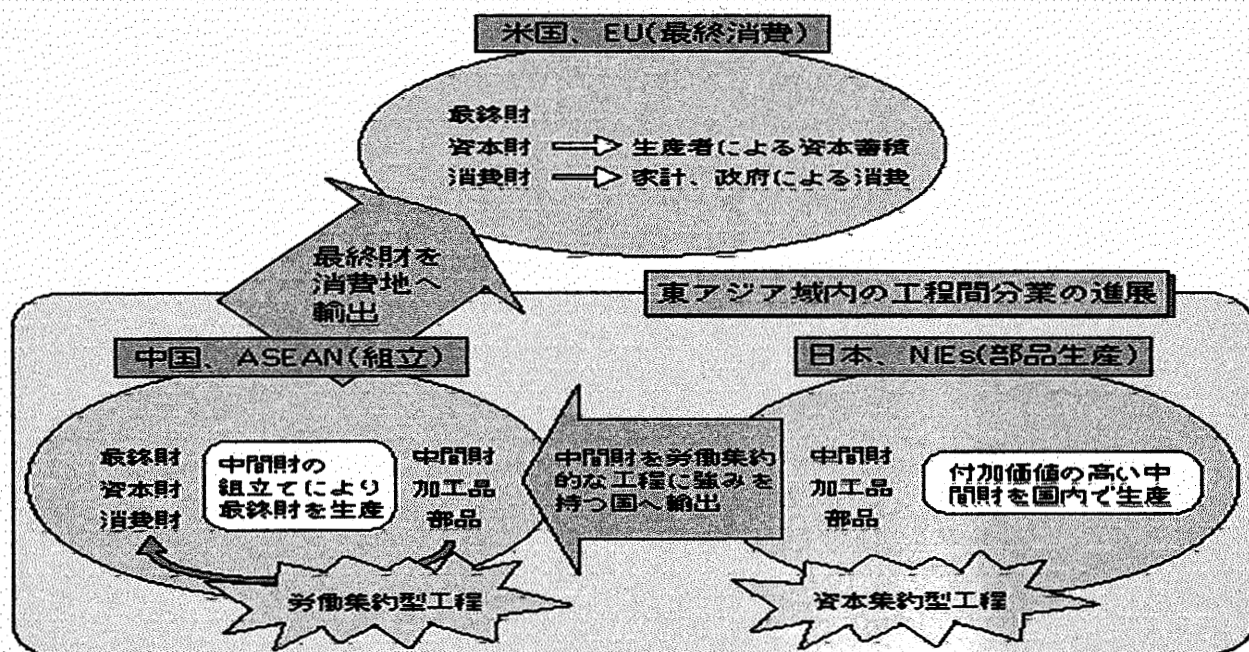 米国、EU(最終消費)
最終財
資本財 生産者による資本蓄積
消費財 家計、政府による消費
最終財を
消費地へ
輸出
東アジア域内の工程間分業の進展
中国、ASEAN(組立)
日本、NIEs(部品生産)
最終財
資本財
消費財
中間財の
組立てにより
最終財を生産
中間財
加工品
部品
中間財を労働集約
的な工程に強みを
持つ国へ輸出
中間財
加工品
部品
付加価値の高い中
間財を国内で生産
労働集約型工程
資本集約型工程